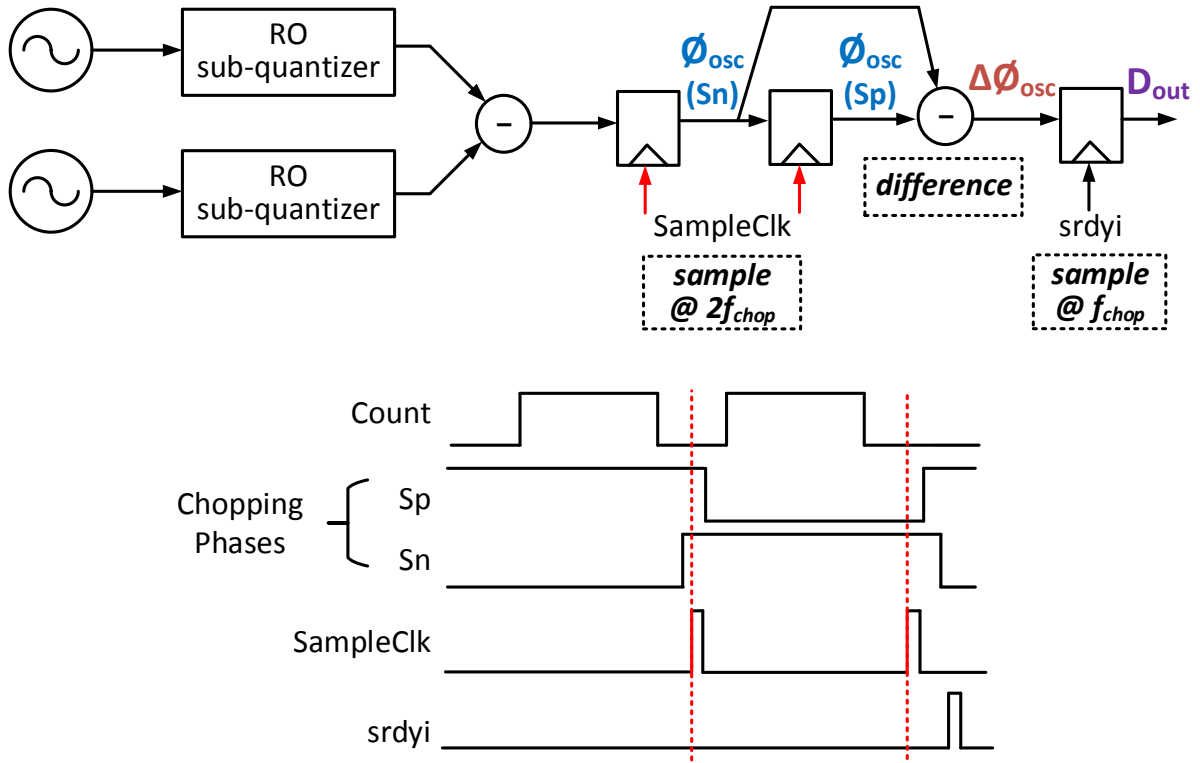 RO
sub-quantizer
RO
sub-quantizer
-
Øosc
(Sn)
Øosc
(Sp)
-
ΔØosc
Dout
difference
SampleClk
srdyi
sample
@ 2fchop
sample
@ fchop
Count
Chopping
Phases
Sp
Sn
SampleClk
srdyi